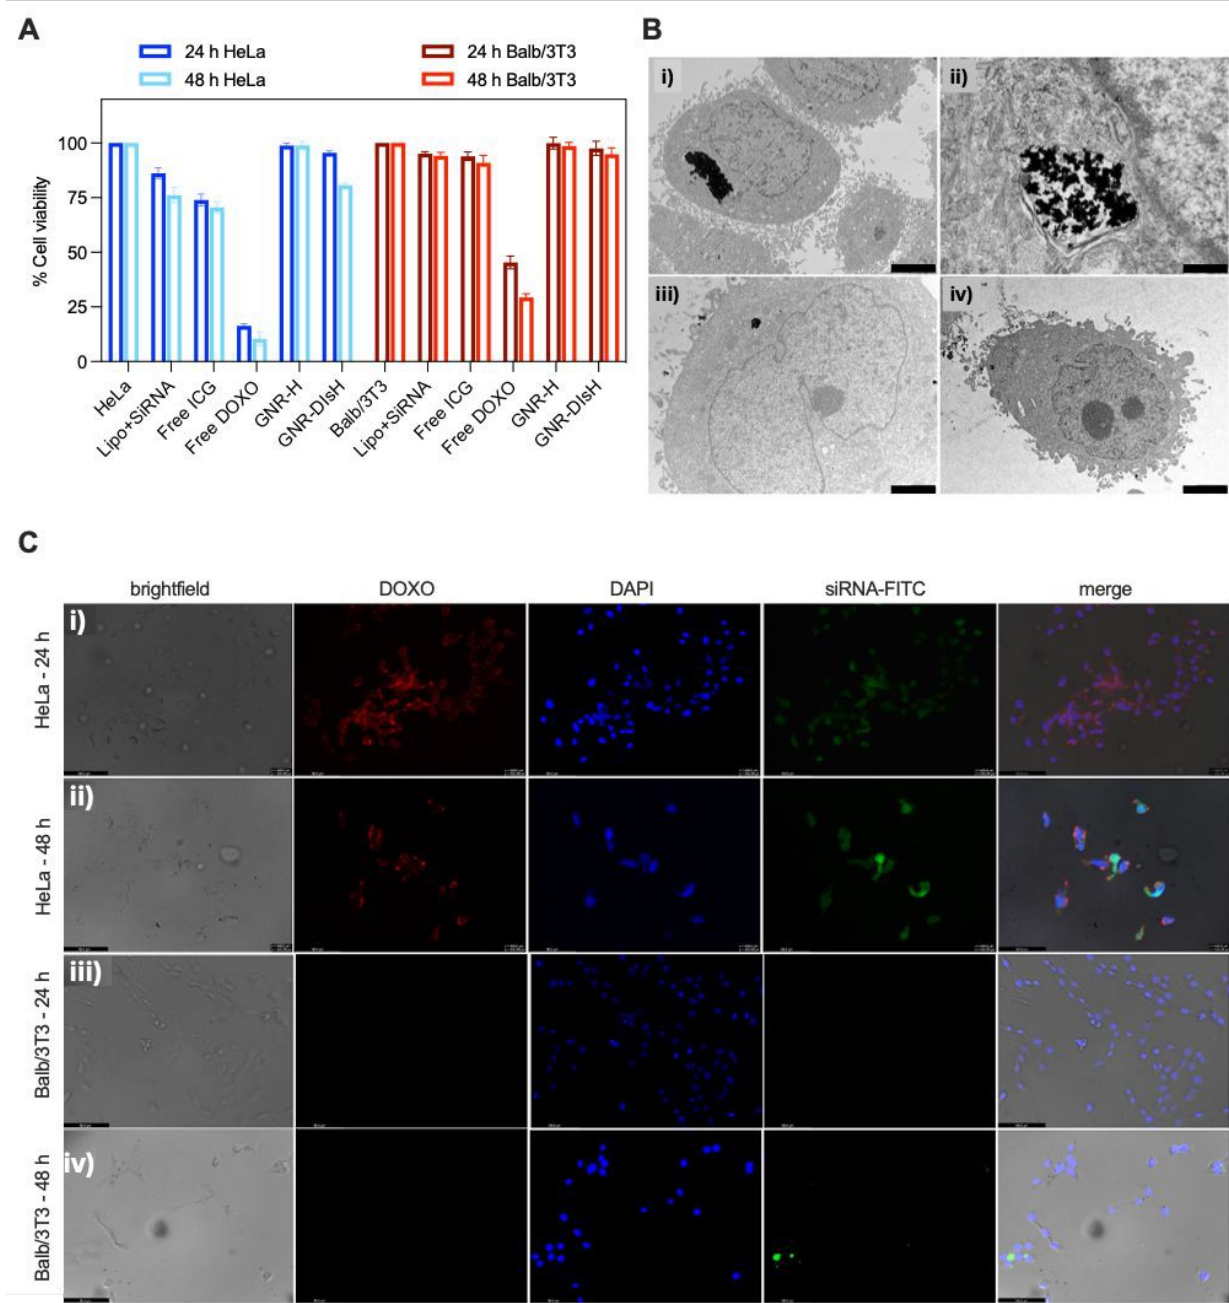 A
24 h HeLa
48 h HeLa
24 h Balb/3T3
48 h Balb/3T3
% Cell viability
100
75
50
25
0
HeLa
Lipo+SiRNA
Free ICG
Free DOXO
GNR-H
GNR-DIsH
Balb/3T3
Lipo+SiRNA
Free ICG
Free DOXO
GNR-H
GNR-DIsH
B
i)
ii)
iii)
iv)
C
brightfield
DOXO
DAPI
siRNA-FITC
merge
HeLa - 24 h
i)
HeLa - 48 h
ii)
Balb/3T3 - 24 h
iii)
Balb/3T3 - 48 h
iv)